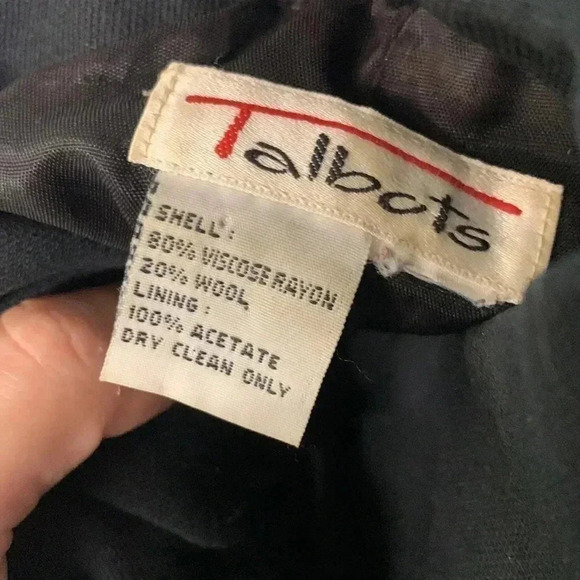 Talbots
SHELL:
80% VISCOSE RAYON
20% WOOL
LINING:
100% ACETATE
DRY CLEAN ONLY